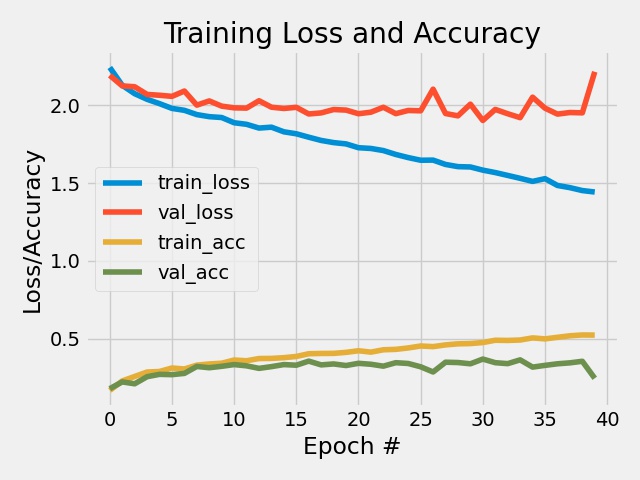 Training Loss and Accuracy
Loss/Accuracy
2.0
1.5
1.0
0.5
train_loss
val_loss
train_acc
val_acc
0 5 10 15 20 25 30 35 40
Epoch #